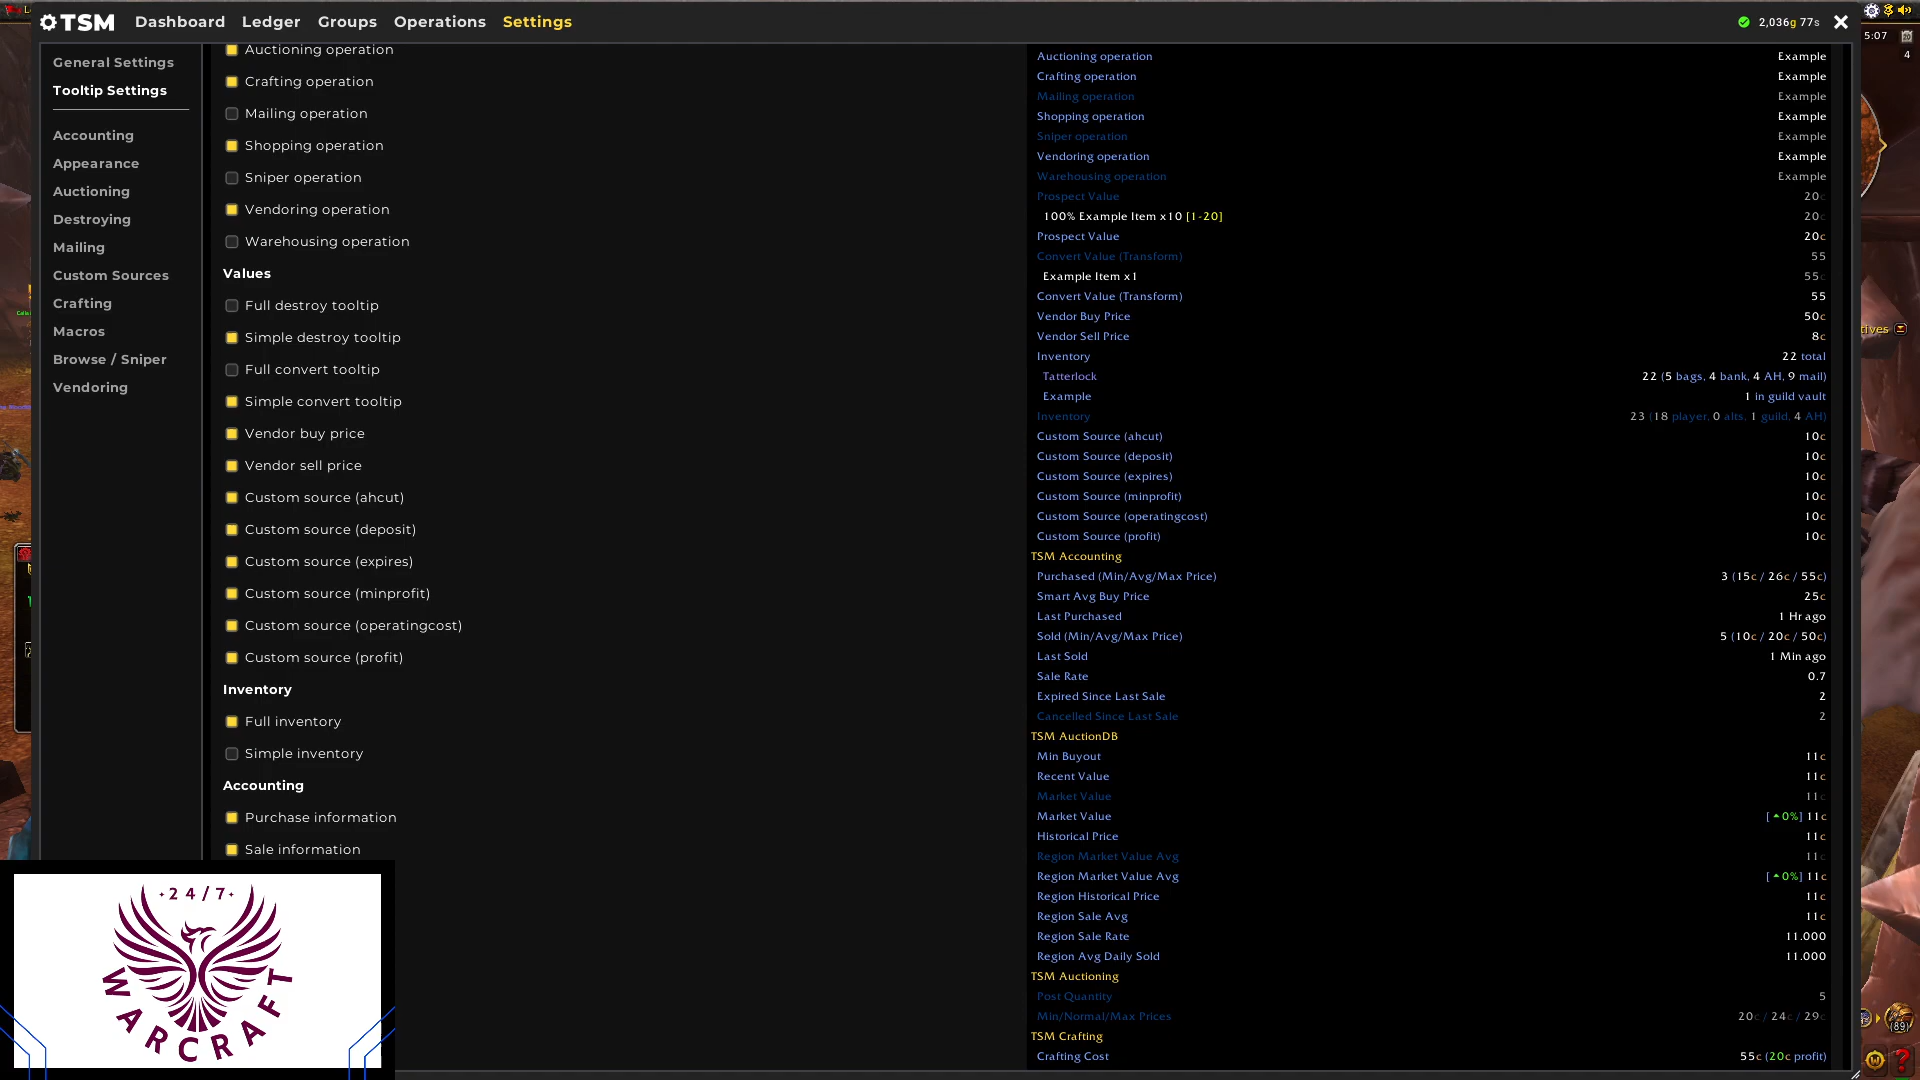 TSM Dashboard Ledger Groups Operations Settings 2,036g 77s
5:07
4
General Settings
Tooltip Settings
Accounting
Appearance
Auctioning
Destroying
Mailing
Custom Sources
Crafting
Macros
Browse / Sniper
Vendoring
Auctioning operation
Crafting operation
Mailing operation
Shopping operation
Sniper operation
Vendoring operation
Warehousing operation
Values
Full destroy tooltip
Simple destroy tooltip
Full convert tooltip
Simple convert tooltip
Vendor buy price
Vendor sell price
Custom source (ahcut)
Custom source (deposit)
Custom source (expires)
Custom source (minprofit)
Custom source (operatingcost)
Custom source (profit)
Inventory
Full inventory
Simple inventory
Accounting
Purchase information
Sale information
Auctioning operation Example
Crafting operation Example
Mailing operation Example
Shopping operation Example
Sniper operation Example
Vendoring operation Example
Warehousing operation Example
Prospect Value 20c
100% Example Item x10 [1-20] 20c
Prospect Value 20c
Convert Value (Transform) 55
Example Item x1 55c
Convert Value (Transform) 55
Vendor Buy Price 50c
Vendor Sell Price 8c
Inventory 22 total
Tatterlock 22 (5 bags, 4 bank, 4 AH, 9 mail)
Example 1 in guild vault
Inventory 23 (18 player, 0 alts, 1 guild, 4 AH)
Custom Source (ahcut) 10c
Custom Source (deposit) 10c
Custom Source (expires) 10c
Custom Source (minprofit) 10c
Custom Source (operatingcost) 10c
Custom Source (profit) 10c
TSM Accounting
Purchased (Min/Avg/Max Price) 3 (15c / 26c / 55c)
Smart Avg Buy Price 25c
Last Purchased 1 Hr ago
Sold (Min/Avg/Max Price) 5 (10c / 20c / 50c)
Last Sold 1 Min ago
Sale Rate 0.7
Expired Since Last Sale 2
Cancelled Since Last Sale 2
TSM AuctionDB
Min Buyout 11c
Recent Value 11c
Market Value 11c
Market Value [0%] 11c
Historical Price 11c
Region Market Value Avg 11c
Region Market Value Avg [0%] 11c
Region Historical Price 11c
Region Sale Avg 11c
Region Sale Rate 11.000
Region Avg Daily Sold 11.000
TSM Auctioning
Post Quantity 5
Min/Normal/Max Prices 20c / 24c / 29c
TSM Crafting
Crafting Cost 55c (20c profit)
tives
(89)
24/7
WARCRAFT